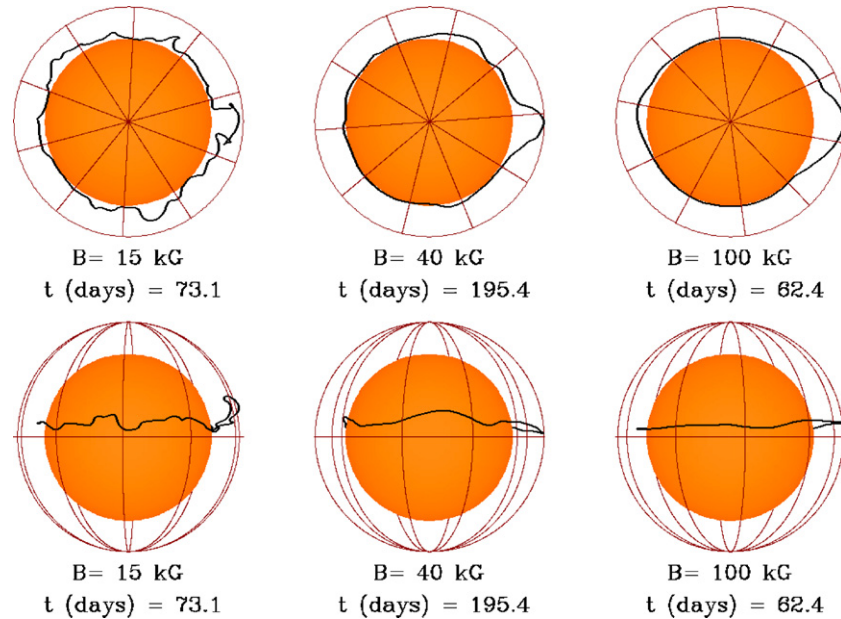 B= 15 kG
t (days) = 73.1
B= 40 kG
t (days) = 195.4
B= 100 kG
t (days) = 62.4
B= 15 kG
t (days) = 73.1
B= 40 kG
t (days) = 195.4
B= 100 kG
t (days) = 62.4